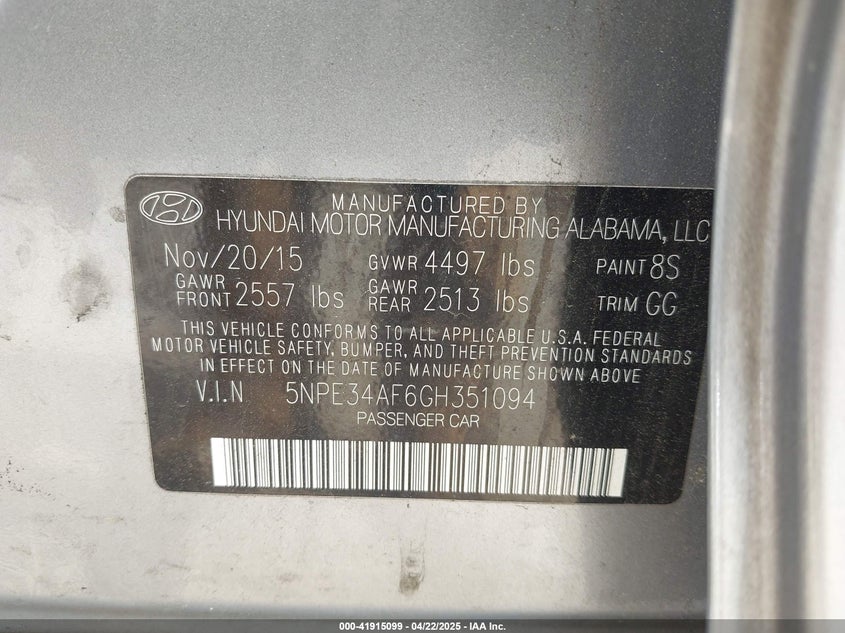 MANUFACTURED BY
HYUNDAI MOTOR MANUFACTURING ALABAMA, LLC
Nov/20/15 GVWR 4497 lbs PAINT 8S
GAWR FRONT 2557 lbs GAWR REAR 2513 lbs TRIM GG
THIS VEHICLE CONFORMS TO ALL APPLICABLE U.S.A. FEDERAL
MOTOR VEHICLE SAFETY, BUMPER, AND THEFT PREVENTION STANDARDS
IN EFFECT ON THE DATE OF MANUFACTURE SHOWN ABOVE
V.I.N 5NPE34AF6GH351094
PASSENGER CAR
000-41915099 - 04/22/2025 - IAA Inc.